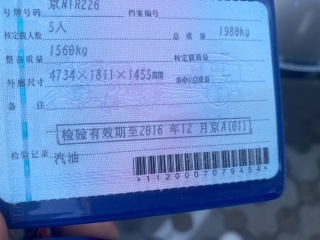 号牌号码 京N1R226 档案编号
核定载人数 5人 总质量 1980kg
整备质量 1560kg 核定载质量 --
外廓尺寸 4734×1811×1455mm --
备注
检验有效期至2016年12月京A(01)
检验记录 汽油
*1120007079454*